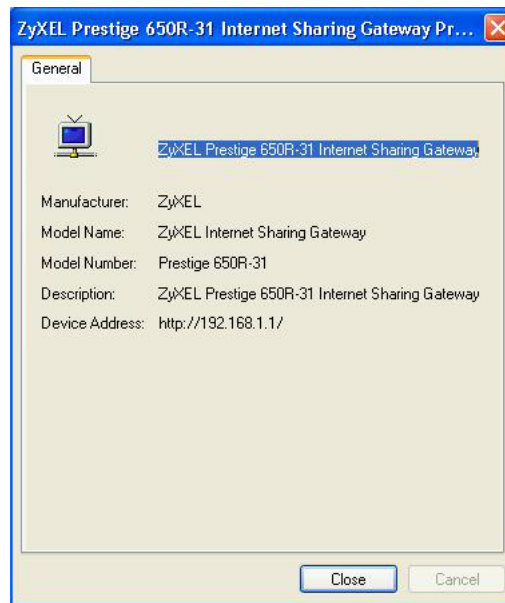 ZyXEL Prestige 650R-31 Internet Sharing Gateway Pr...
General
ZyXEL Prestige 650R-31 Internet Sharing Gateway
Manufacturer: ZyXEL
Model Name: ZyXEL Internet Sharing Gateway
Model Number: Prestige 650R-31
Description: ZyXEL Prestige 650R-31 Internet Sharing Gateway
Device Address: http://192.168.1.1/
Close Cancel